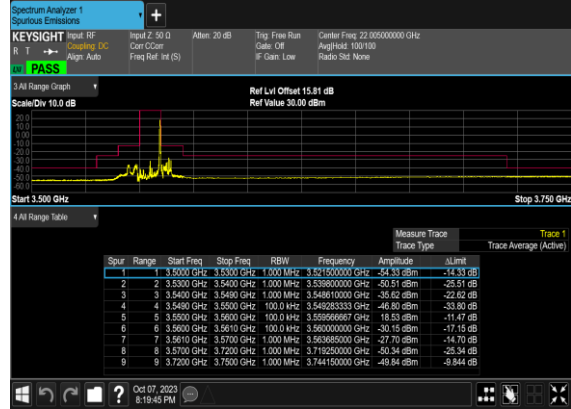 Spectrum Analyzer 1
Spurious Emissions
KEYSIGHT Input: RF Input Z: 50 Ω Atten: 20 dB Trig: Free Run Center Freq: 22.005000000 GHz
R T Coupling: DC Corr CCorr Gate: Off Avg|Hold: 100/100
Align: Auto Freq Ref: Int (S) IF Gain: Low Radio Std: None
PASS
3 All Range Graph
Ref Lvl Offset 15.81 dB
Scale/Div 10.0 dB Ref Value 30.00 dBm
20.0
10.0
0.00
-10.0
-20.0
-30.0
-40.0
-50.0
-60.0
Start 3.500 GHz Stop 3.750 GHz
4 All Range Table
Measure Trace Trace 1
Trace Type Trace Average (Active)
Spur Range Start Freq Stop Freq RBW Frequency Amplitude ΔLimit
1 1 3.5000 GHz 3.5300 GHz 1.000 MHz 3.521500000 GHz -54.33 dBm -14.33 dB
2 2 3.5300 GHz 3.5400 GHz 1.000 MHz 3.539800000 GHz -50.51 dBm -25.51 dB
3 3 3.5400 GHz 3.5490 GHz 1.000 MHz 3.548610000 GHz -35.62 dBm -22.62 dB
4 4 3.5490 GHz 3.5500 GHz 100.0 kHz 3.549283333 GHz -46.80 dBm -33.80 dB
5 5 3.5500 GHz 3.5600 GHz 100.0 kHz 3.559566667 GHz 18.53 dBm -11.47 dB
6 6 3.5600 GHz 3.5610 GHz 100.0 kHz 3.560000000 GHz -30.15 dBm -17.15 dB
7 7 3.5610 GHz 3.5700 GHz 1.000 MHz 3.563685000 GHz -27.70 dBm -14.70 dB
8 8 3.5700 GHz 3.7200 GHz 1.000 MHz 3.719250000 GHz -50.34 dBm -25.34 dB
9 9 3.7200 GHz 3.7500 GHz 1.000 MHz 3.744150000 GHz -49.84 dBm -9.844 dB
Oct 07, 2023
8:19:45 PM